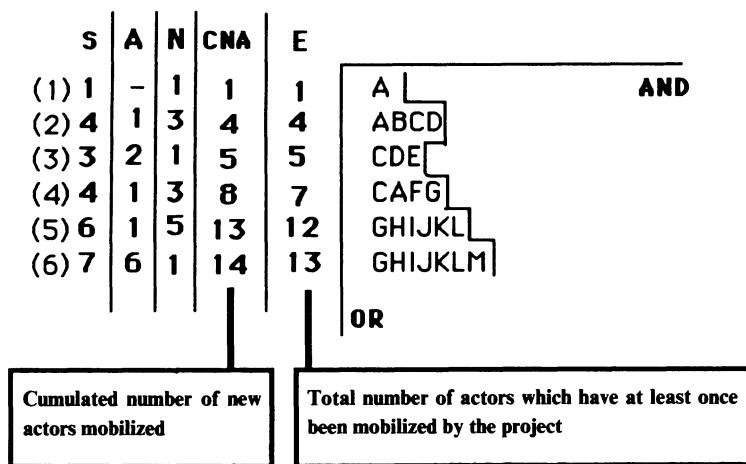 S A N CNA E
(1) 1 – 1 1 1 A AND
(2) 4 1 3 4 4 ABCD
(3) 3 2 1 5 5 CDE
(4) 4 1 3 8 7 CAFG
(5) 6 1 5 13 12 GHIJKL
(6) 7 6 1 14 13 GHIJKLM
OR
Cumulated number of new
actors mobilized
Total number of actors which have at least once
been mobilized by the project